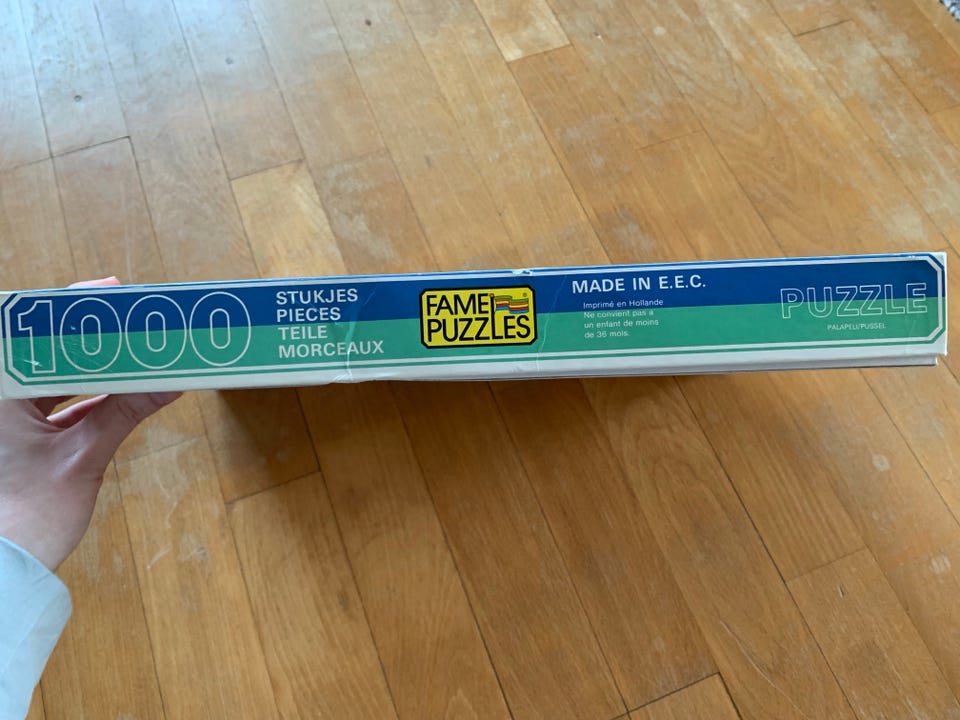 1000
STUKJES
PIECES
TEILE
MORCEAUX
FAME
PUZZLES
MADE IN E.E.C.
Imprimé en Hollande
Ne convient pas a
un enfant de moins
de 36 mois.
PUZZLE
PALAPELI/PUSSEL